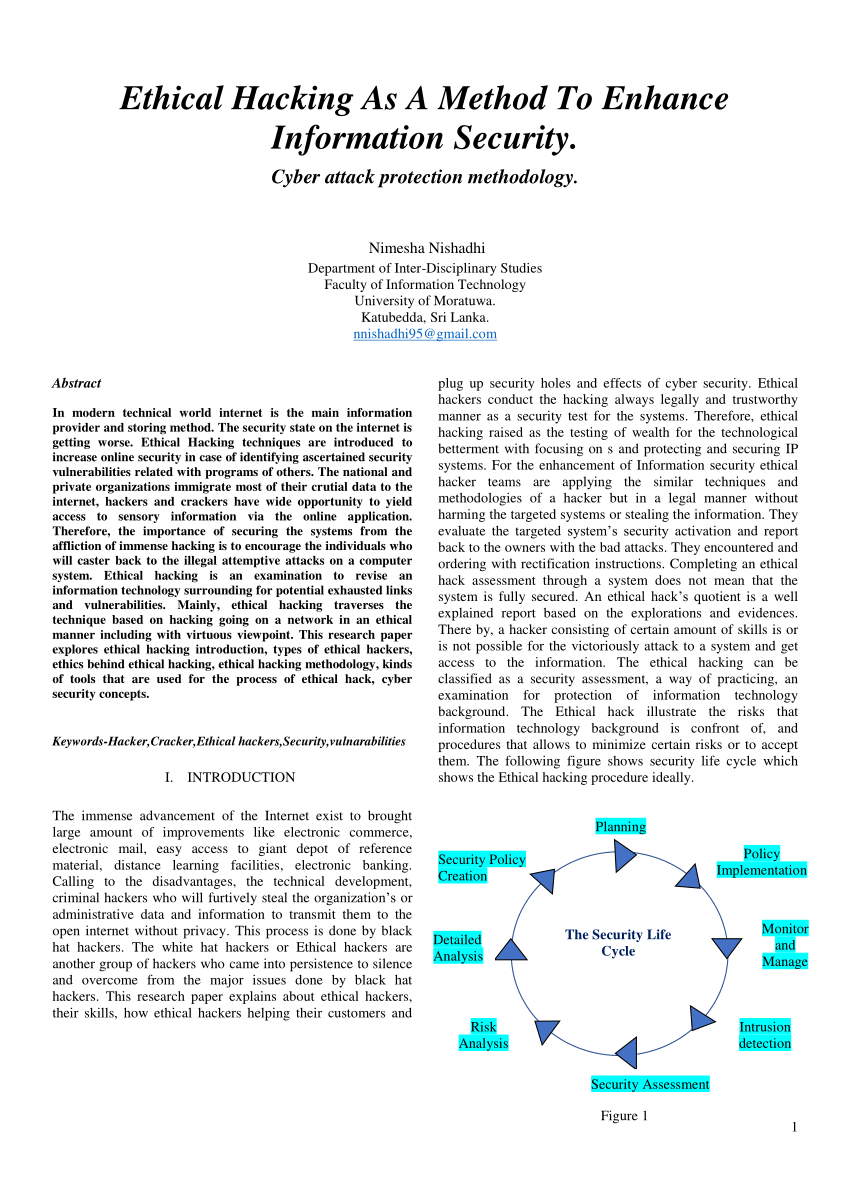 Ethical Hacking As A Method To Enhance
Information Security.
Cyber attack protection methodology.
Nimesha Nishadhi
Department of Inter-Disciplinary Studies
Faculty of Information Technology
University of Moratuwa.
Katubedda, Sri Lanka.
nnishadhi95@gmail.com
Abstract
In modern technical world internet is the main information
provider and storing method. The security state on the internet is
getting worse. Ethical Hacking techniques are introduced to
increase online security in case of identifying ascertained security
vulnerabilities related with programs of others. The national and
private organizations immigrate most of their crutial data to the
internet, hackers and crackers have wide opportunity to yield
access to sensory information via the online application.
Therefore, the importance of securing the systems from the
affliction of immense hacking is to encourage the individuals who
will caster back to the illegal attemptive attacks on a computer
system. Ethical hacking is an examination to revise an
information technology surrounding for potential exhausted links
and vulnerabilities. Mainly, ethical hacking traverses the
technique based on hacking going on a network in an ethical
manner including with virtuous viewpoint. This research paper
explores ethical hacking introduction, types of ethical hackers,
ethics behind ethical hacking, ethical hacking methodology, kinds
of tools that are used for the process of ethical hack, cyber
security concepts.
Keywords-Hacker,Cracker,Ethical hackers,Security,vulnarabilities
I. INTRODUCTION
The immense advancement of the Internet exist to brought
large amount of improvements like electronic commerce,
electronic mail, easy access to giant depot of reference
material, distance learning facilities, electronic banking.
Calling to the disadvantages, the technical development,
criminal hackers who will furtively steal the organization's or
administrative data and information to transmit them to the
open internet without privacy. This process is done by black
hat hackers. The white hat hackers or Ethical hackers are
another group of hackers who came into persistence to silence
and overcome from the major issues done by black hat
hackers. This research paper explains about ethical hackers,
their skills, how ethical hackers helping their customers and
plug up security holes and effects of cyber security. Ethical
hackers conduct the hacking always legally and trustworthy
manner as a security test for the systems. Therefore, ethical
hacking raised as the testing of wealth for the technological
betterment with focusing on s and protecting and securing IP
systems. For the enhancement of Information security ethical
hacker teams are applying the similar techniques and
methodologies of a hacker but in a legal manner without
harming the targeted systems or stealing the information. They
evaluate the targeted system's security activation and report
back to the owners with the bad attacks. They encountered and
ordering with rectification instructions. Completing an ethical
hack assessment through a system does not mean that the
system is fully secured. An ethical hack's quotient is a well
explained report based on the explorations and evidences.
There by, a hacker consisting of certain amount of skills is or
is not possible for the victoriously attack to a system and get
access to the information. The ethical hacking can be
classified as a security assessment, a way of practicing, an
examination for protection of information technology
background. The Ethical hack illustrate the risks that
information technology background is confront of, and
procedures that allows to minimize certain risks or to accept
them. The following figure shows security life cycle which
shows the Ethical hacking procedure ideally.
Planning
Policy
Implementation
Monitor
and
Manage
Intrusion
detection
Security Assessment
Risk
Analysis
Detailed
Analysis
Security Policy
Creation
The Security Life
Cycle
Figure 1
1